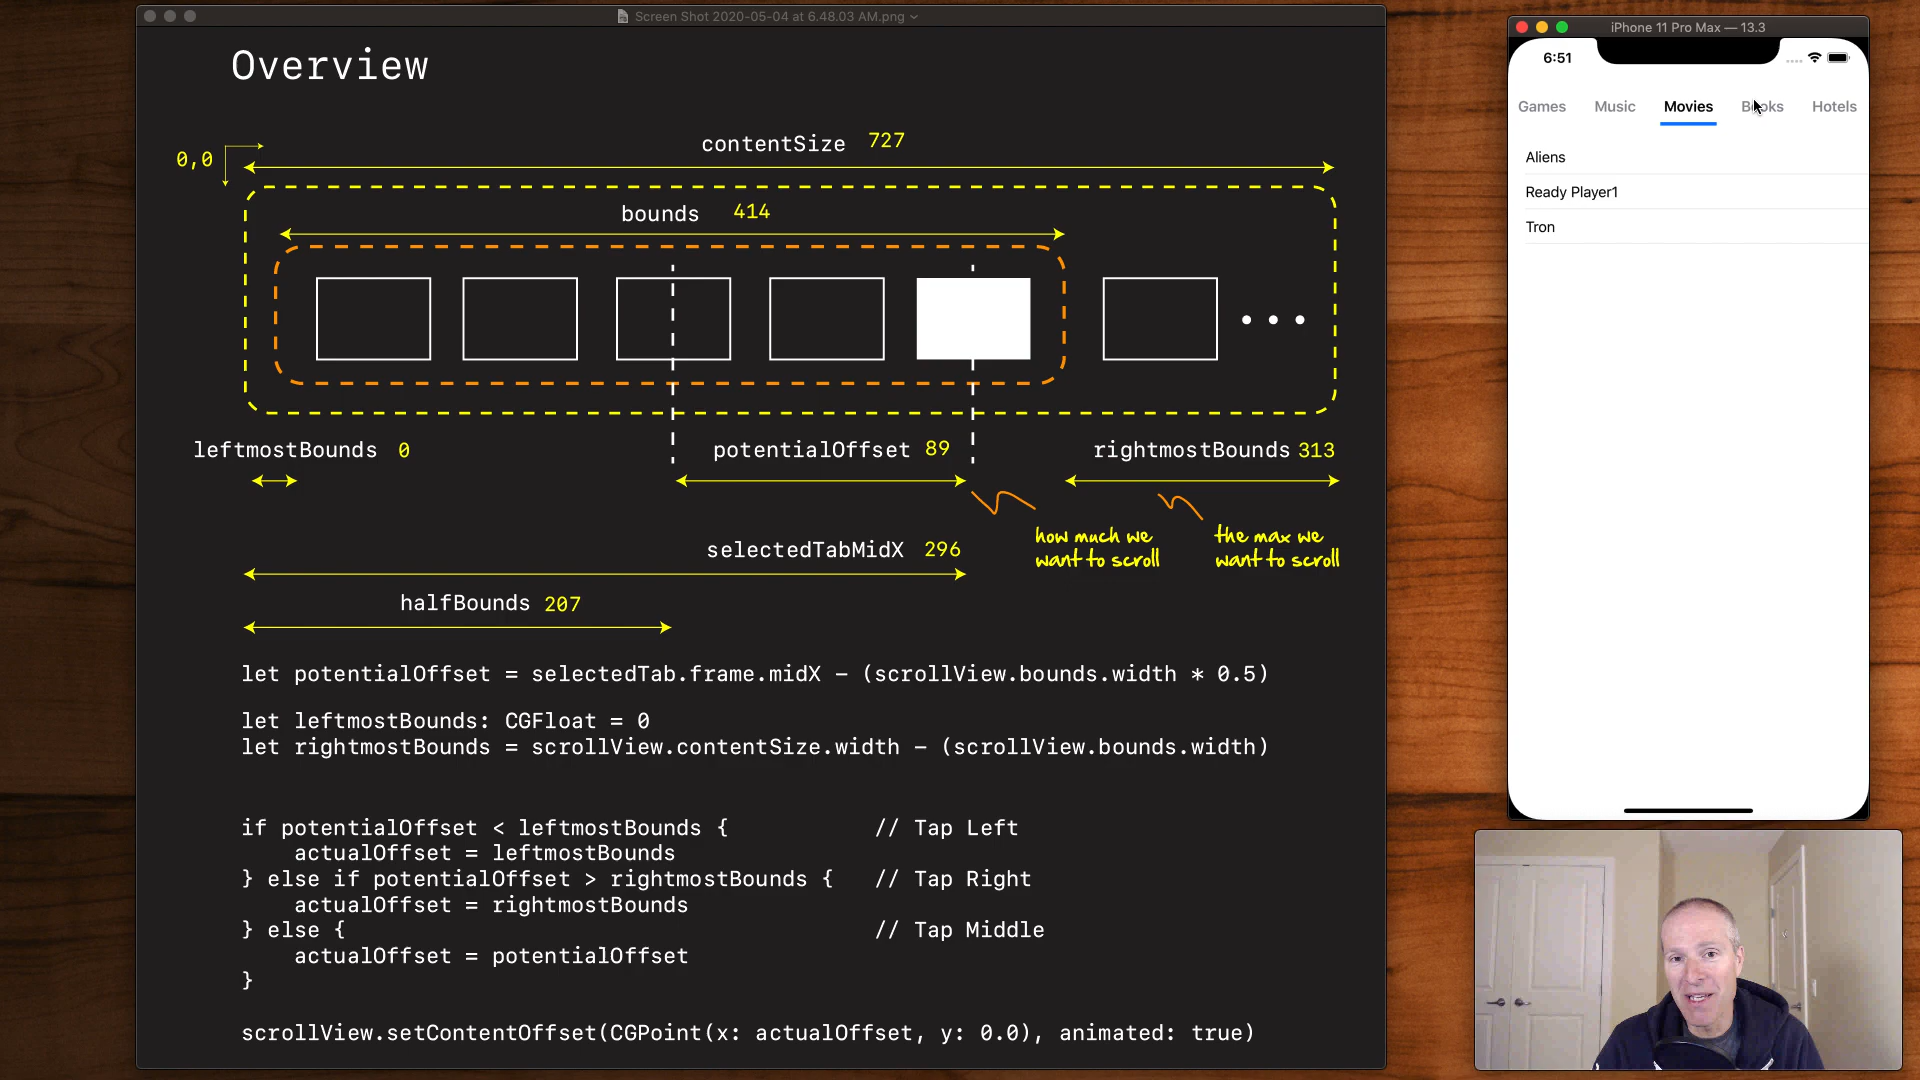 Screen Shot 2020-05-04 at 6.48.03 AM.png
Overview
0,0
contentSize 727
bounds 414
leftmostBounds 0
potentialOffset 89
rightmostBounds 313
how much we
want to scroll
the max we
want to scroll
selectedTabMidX 296
halfBounds 207
let potentialOffset = selectedTab.frame.midX - (scrollView.bounds.width * 0.5)
let leftmostBounds: CGFloat = 0
let rightmostBounds = scrollView.contentSize.width - (scrollView.bounds.width)
if potentialOffset < leftmostBounds { // Tap Left
actualOffset = leftmostBounds
} else if potentialOffset > rightmostBounds { // Tap Right
actualOffset = rightmostBounds
} else { // Tap Middle
actualOffset = potentialOffset
}
scrollView.setContentOffset(CGPoint(x: actualOffset, y: 0.0), animated: true)
iPhone 11 Pro Max — 13.3
6:51
Games Music Movies Books Hotels
Aliens
Ready Player1
Tron